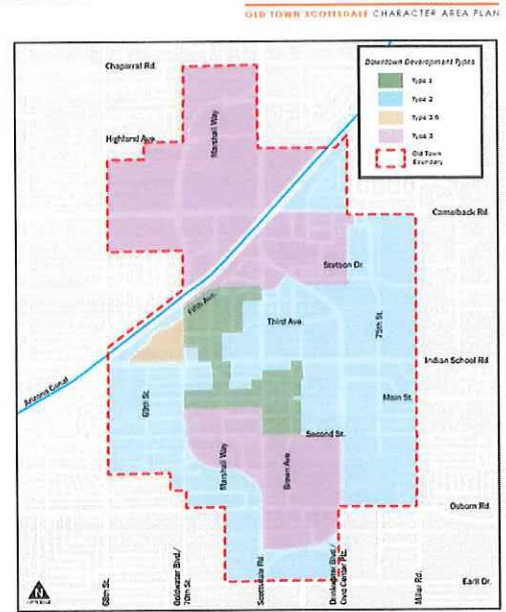 OLD TOWN SCOTTSDALE CHARACTER AREA PLAN
Chaparral Rd.
Downtown Development Types
Type 1
Type 2
Type 2.5
Type 3
Old Town
Boundary
Highland Ave.
Marshall Way
Camelback Rd.
Stetson Dr.
Fifth Ave.
Third Ave.
75th St.
Indian School Rd.
Arizona Canal
69th St.
Main St.
Second St.
Marshall Way
Brown Ave.
Osborn Rd.
68th St.
Goldwater Blvd./
70th St.
Scottsdale Rd.
Drinkwater Blvd./
Civic Center Plz.
Miller Rd.
Earll Dr.
N